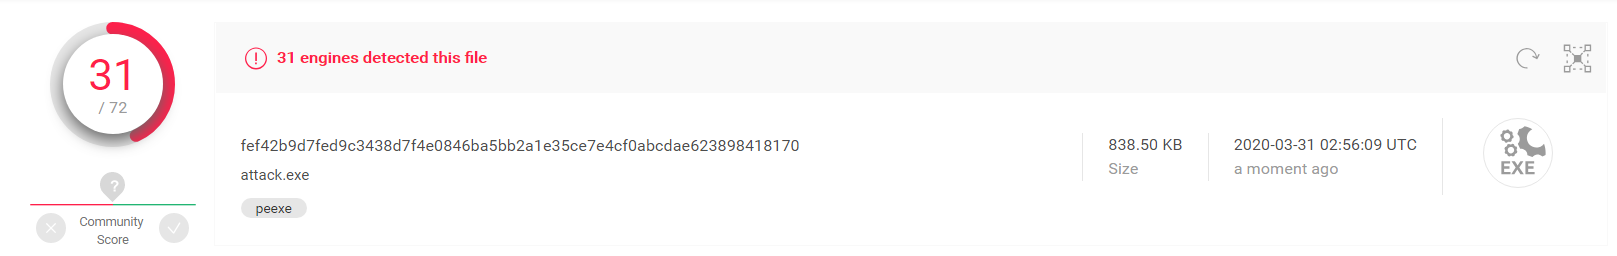 31
/ 72
?
Community
Score
31 engines detected this file
fef42b9d7fed9c3438d7f4e0846ba5bb2a1e35ce7e4cf0abcdae623898418170
attack.exe
peexe
838.50 KB
Size
2020-03-31 02:56:09 UTC
a moment ago
EXE